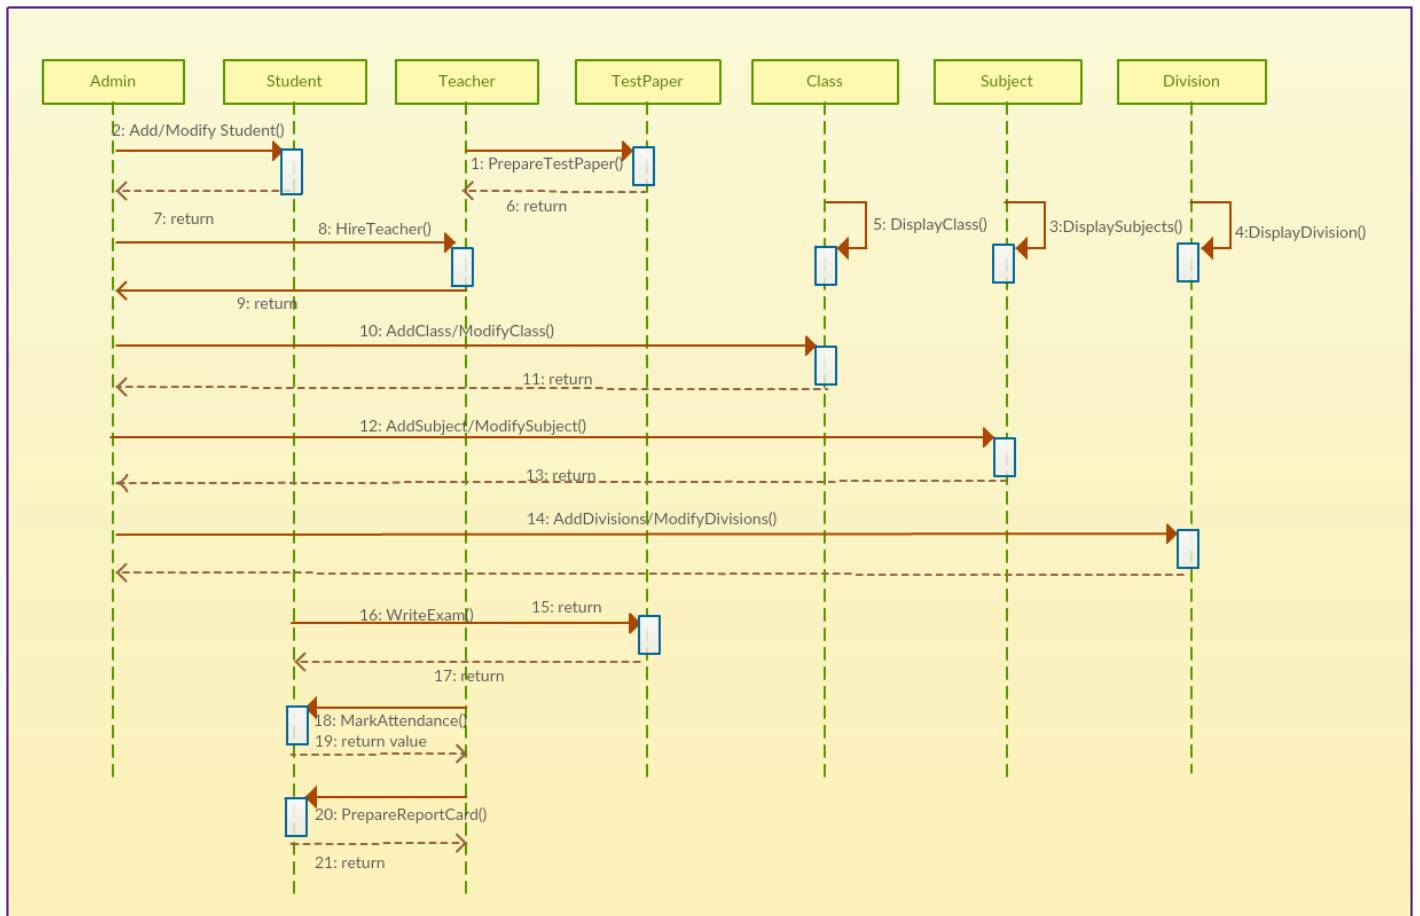 Admin
Student
Teacher
TestPaper
Class
Subject
Division
2: Add/Modify Student()
1: PrepareTestPaper()
6: return
7: return
8: HireTeacher()
5: DisplayClass()
3:DisplaySubjects()
4:DisplayDivision()
9: return
10: AddClass/ModifyClass()
11: return
12: AddSubject/ModifySubject()
13: return
14: AddDivisions/ModifyDivisions()
15: return
16: WriteExam()
17: return
18: MarkAttendance()
19: return value
20: PrepareReportCard()
21: return